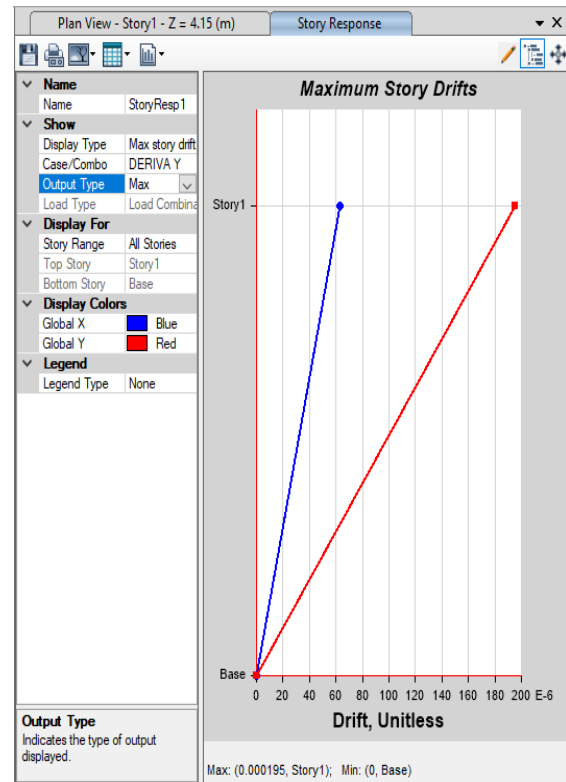 Plan View - Story1 - Z = 4.15 (m)
Story Response
Name
Name StoryResp1
Show
Display Type Max story drift
Case/Combo DERIVA Y
Output Type Max
Load Type Load Combina
Display For
Story Range All Stories
Top Story Story1
Bottom Story Base
Display Colors
Global X Blue
Global Y Red
Legend
Legend Type None
Output Type
Indicates the type of output
displayed.
Maximum Story Drifts
Story1
Base
0 20 40 60 80 100 120 140 160 180 200 E-6
Drift, Unitless
Max: (0.000195, Story1); Min: (0, Base)